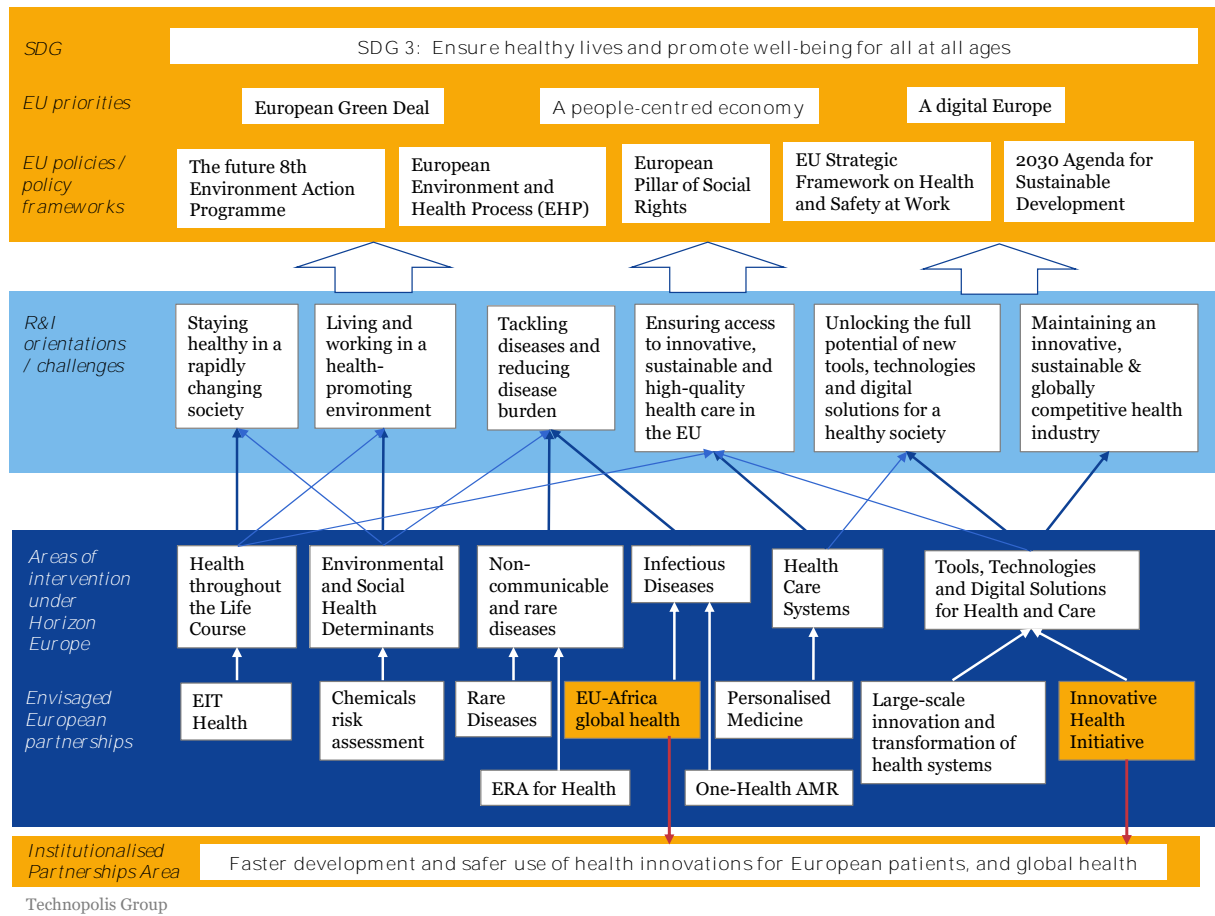 SDG
SDG 3: Ensure healthy lives and promote well-being for all at all ages
EU priorities
European Green Deal
A people-centred economy
A digital Europe
EU policies /
policy
frameworks
The future 8th
Environment Action
Programme
European
Environment and
Health Process (EHP)
European
Pillar of Social
Rights
EU Strategic
Framework on Health
and Safety at Work
2030 Agenda for
Sustainable
Development
R&I
orientations
/ challenges
Staying
healthy in a
rapidly
changing
society
Living and
working in a
health-
promoting
environment
Tackling
diseases and
reducing
disease
burden
Ensuring access
to innovative,
sustainable and
high-quality
health care in
the EU
Unlocking the full
potential of new
tools, technologies
and digital
solutions for a
healthy society
Maintaining an
innovative,
sustainable &
globally
competitive health
industry
Areas of
intervention
under
Horizon
Europe
Health
throughout
the Life
Course
Environmental
and Social
Health
Determinants
Non-
communicable
and rare
diseases
Infectious
Diseases
Health
Care
Systems
Tools, Technologies
and Digital Solutions
for Health and Care
Envisaged
European
partnerships
EIT
Health
Chemicals
risk
assessment
Rare
Diseases
EU-Africa
global health
Personalised
Medicine
Large-scale
innovation and
transformation of
health systems
Innovative
Health
Initiative
ERA for Health
One-Health AMR
Institutionalised
Partnerships Area
Faster development and safer use of health innovations for European patients, and global health
Technopolis Group